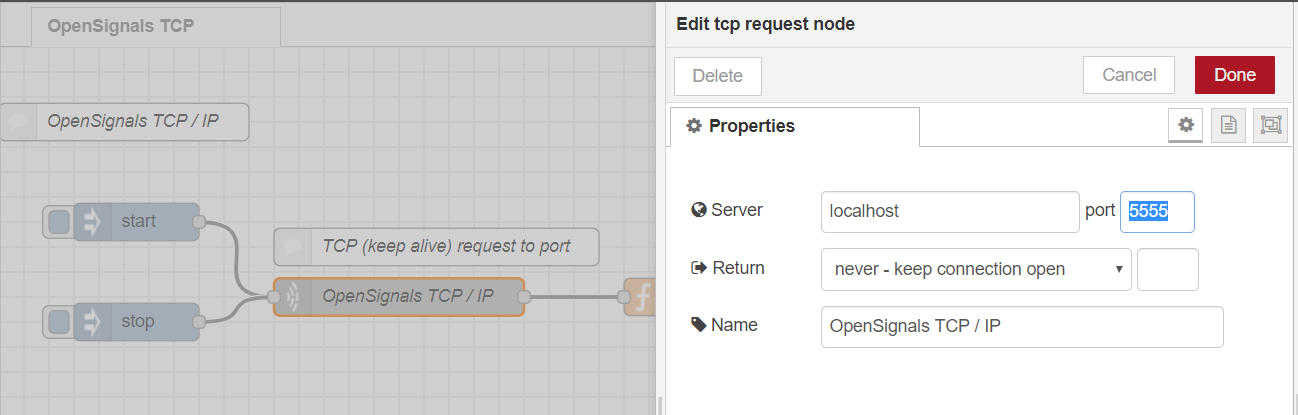 OpenSignals TCP
Edit tcp request node
Delete
Cancel
Done
Properties
OpenSignals TCP / IP
start
TCP (keep alive) request to port
OpenSignals TCP / IP
stop
Server
localhost
port
5555
Return
never - keep connection open
Name
OpenSignals TCP / IP